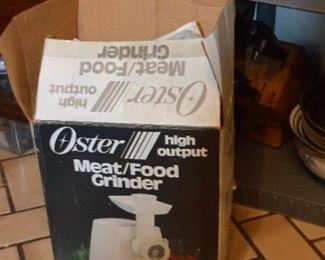 Oster
high
output
Meat/Food
Grinder
Oster
high
output
Meat/Food
Grinder